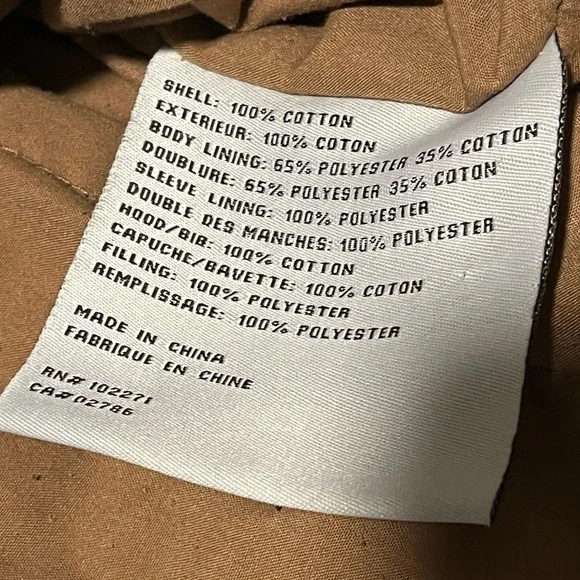 SHELL: 100% COTTON
EXTERIEUR: 100% COTON
BODY LINING: 65% POLYESTER 35% COTTON
DOUBLURE: 65% POLYESTER 35% COTON
SLEEVE LINING: 100% POLYESTER
DOUBLE DES MANCHES: 100% POLYESTER
HOOD/BIB: 100% COTTON
CAPUCHE/BAVETTE: 100% COTON
FILLING: 100% POLYESTER
REMPLISSAGE: 100% POLYESTER
MADE IN CHINA
FABRIQUE EN CHINE
RN# 102271
CA#02786